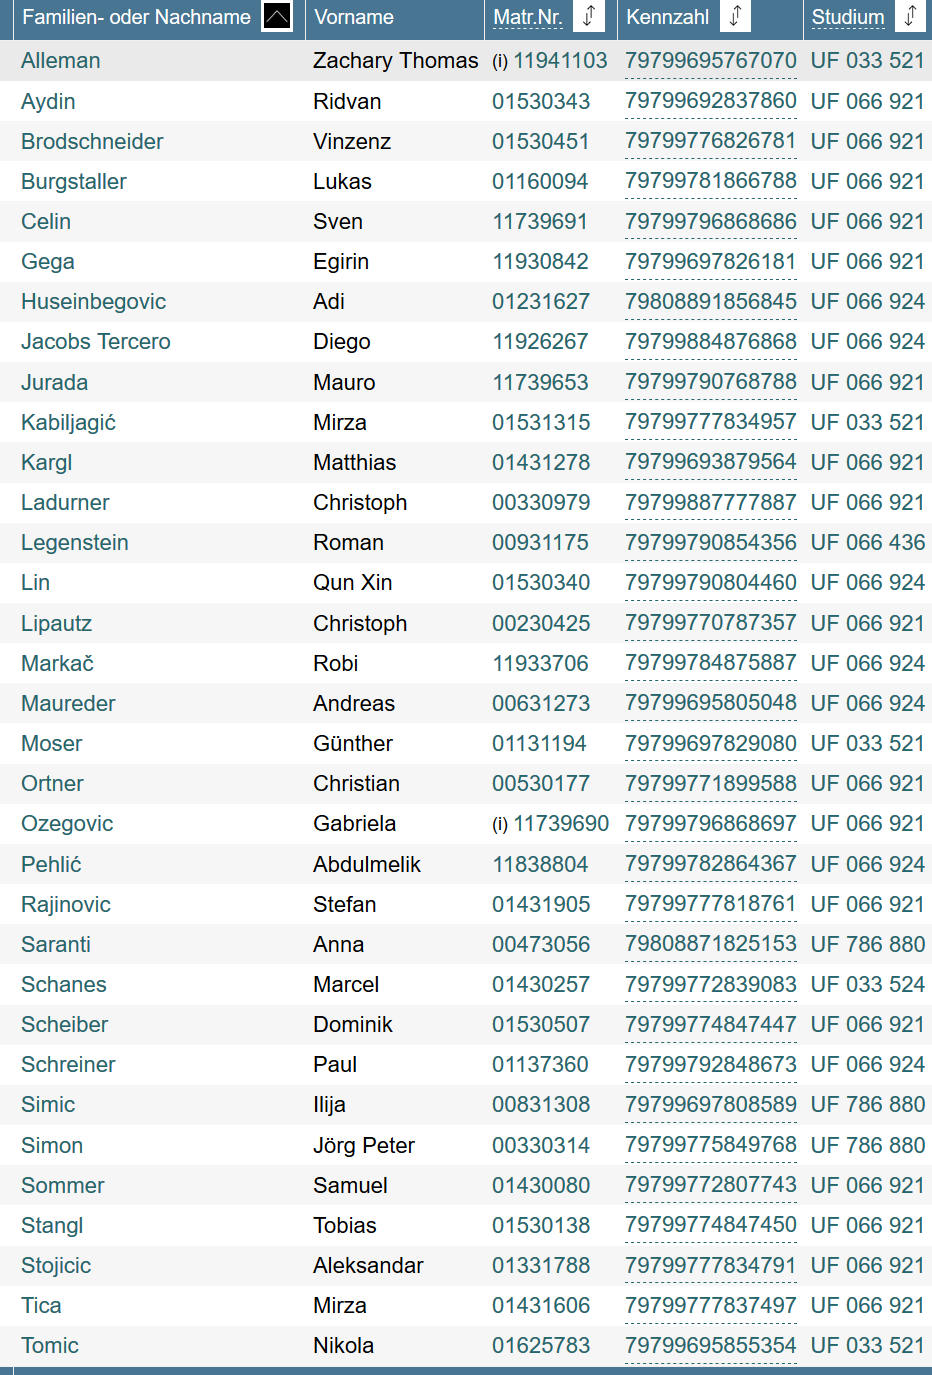 Familien- oder Nachname Vorname Matr.Nr. Kennzahl Studium
Alleman Zachary Thomas (i) 11941103 79799695767070 UF 033 521
Aydin Ridvan 01530343 79799692837860 UF 066 921
Brodschneider Vinzenz 01530451 79799776826781 UF 066 921
Burgstaller Lukas 01160094 79799781866788 UF 066 921
Celin Sven 11739691 79799796868686 UF 066 921
Gega Egirin 11930842 79799697826181 UF 066 921
Huseinbegovic Adi 01231627 79808891856845 UF 066 924
Jacobs Tercero Diego 11926267 79799884876868 UF 066 924
Jurada Mauro 11739653 79799790768788 UF 066 921
Kabiljagić Mirza 01531315 79799777834957 UF 033 521
Kargl Matthias 01431278 79799693879564 UF 066 921
Ladurner Christoph 00330979 79799887777887 UF 066 921
Legenstein Roman 00931175 79799790854356 UF 066 436
Lin Qun Xin 01530340 79799790804460 UF 066 924
Lipautz Christoph 00230425 79799770787357 UF 066 921
Markač Robi 11933706 79799784875887 UF 066 924
Maureder Andreas 00631273 79799695805048 UF 066 924
Moser Günther 01131194 79799697829080 UF 033 521
Ortner Christian 00530177 79799771899588 UF 066 921
Ozegovic Gabriela (i) 11739690 79799796868697 UF 066 921
Pehlić Abdulmelik 11838804 79799782864367 UF 066 924
Rajinovic Stefan 01431905 79799777818761 UF 066 921
Saranti Anna 00473056 79808871825153 UF 786 880
Schanes Marcel 01430257 79799772839083 UF 033 524
Scheiber Dominik 01530507 79799774847447 UF 066 921
Schreiner Paul 01137360 79799792848673 UF 066 924
Simic Ilija 00831308 79799697808589 UF 786 880
Simon Jörg Peter 00330314 79799775849768 UF 786 880
Sommer Samuel 01430080 79799772807743 UF 066 921
Stangl Tobias 01530138 79799774847450 UF 066 921
Stojicic Aleksandar 01331788 79799777834791 UF 066 921
Tica Mirza 01431606 79799777837497 UF 066 921
Tomic Nikola 01625783 79799695855354 UF 033 521